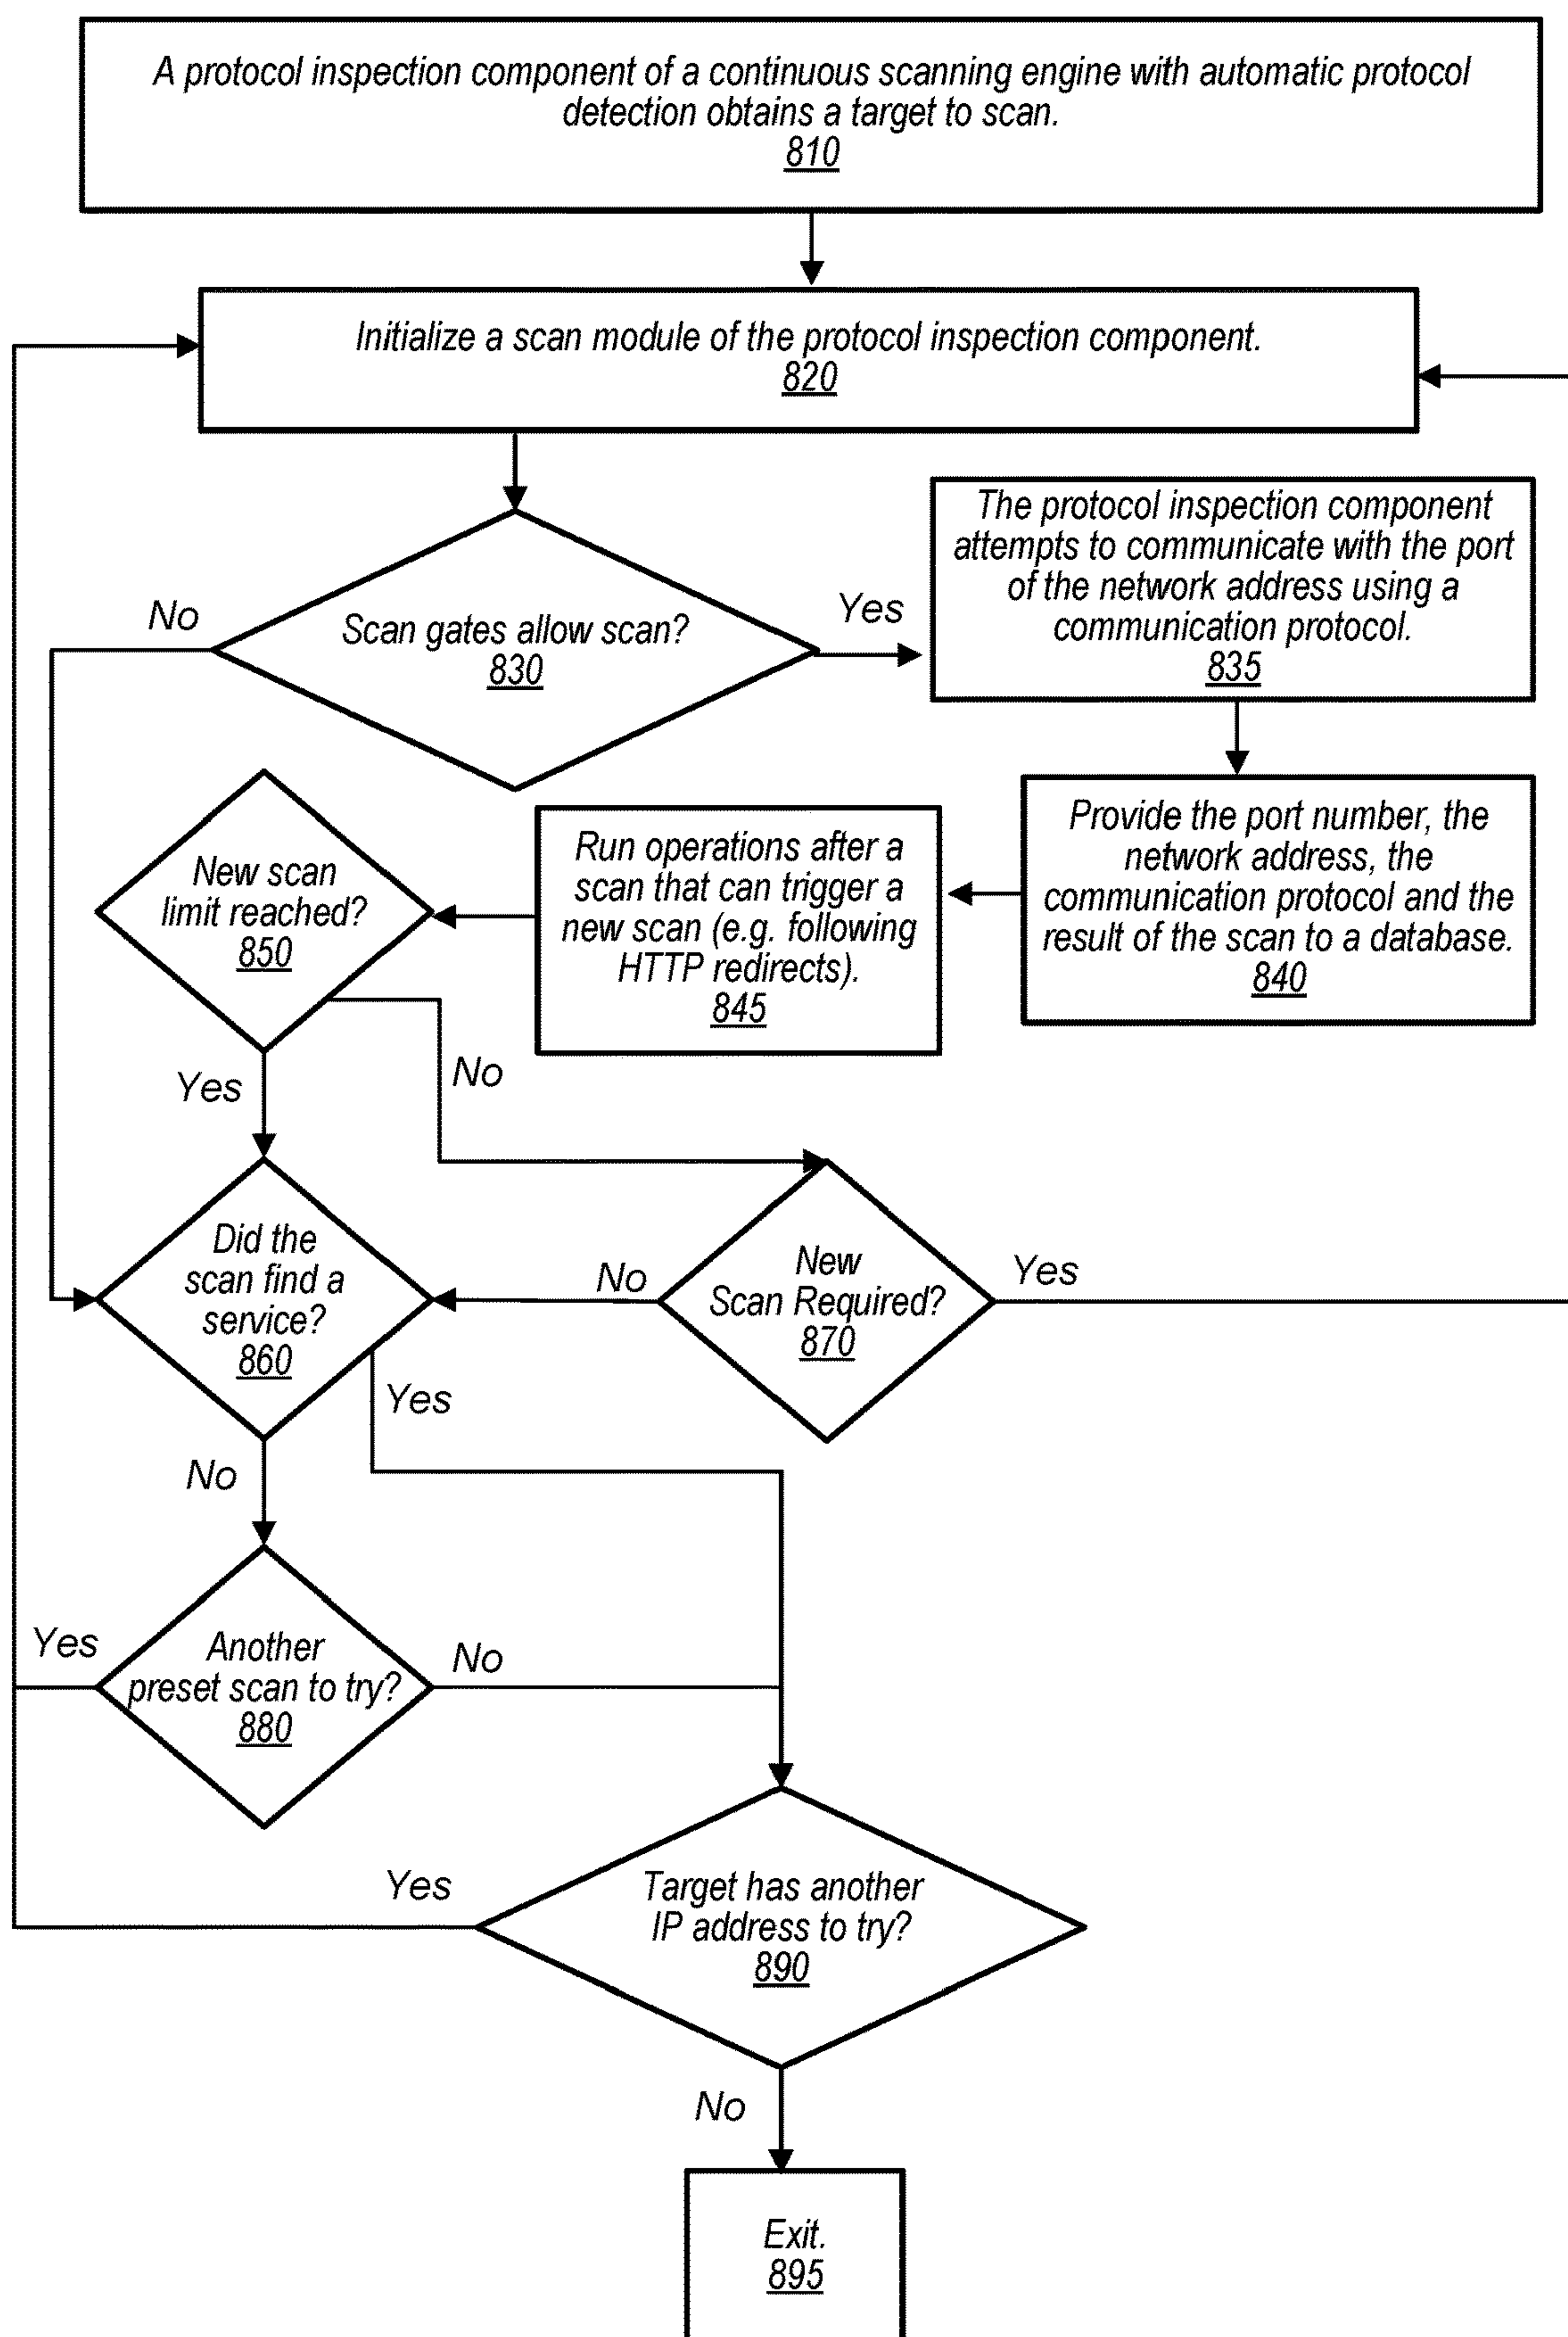 A protocol inspection component of a continuous scanning engine with automatic protocol
detection obtains a target to scan.
810
Initialize a scan module of the protocol inspection component.
820
Scan gates allow scan?
830
No
Yes
The protocol inspection component
attempts to communicate with the port
of the network address using a
communication protocol.
835
Provide the port number, the
network address, the
communication protocol and the
result of the scan to a database.
840
Run operations after a
scan that can trigger a
new scan (e.g. following
HTTP redirects).
845
New scan
limit reached?
850
Yes
No
Did the
scan find a
service?
860
No
New
Scan Required?
870
Yes
Yes
No
Another
preset scan to try?
880
Yes
No
Target has another
IP address to try?
890
Yes
No
Exit.
895